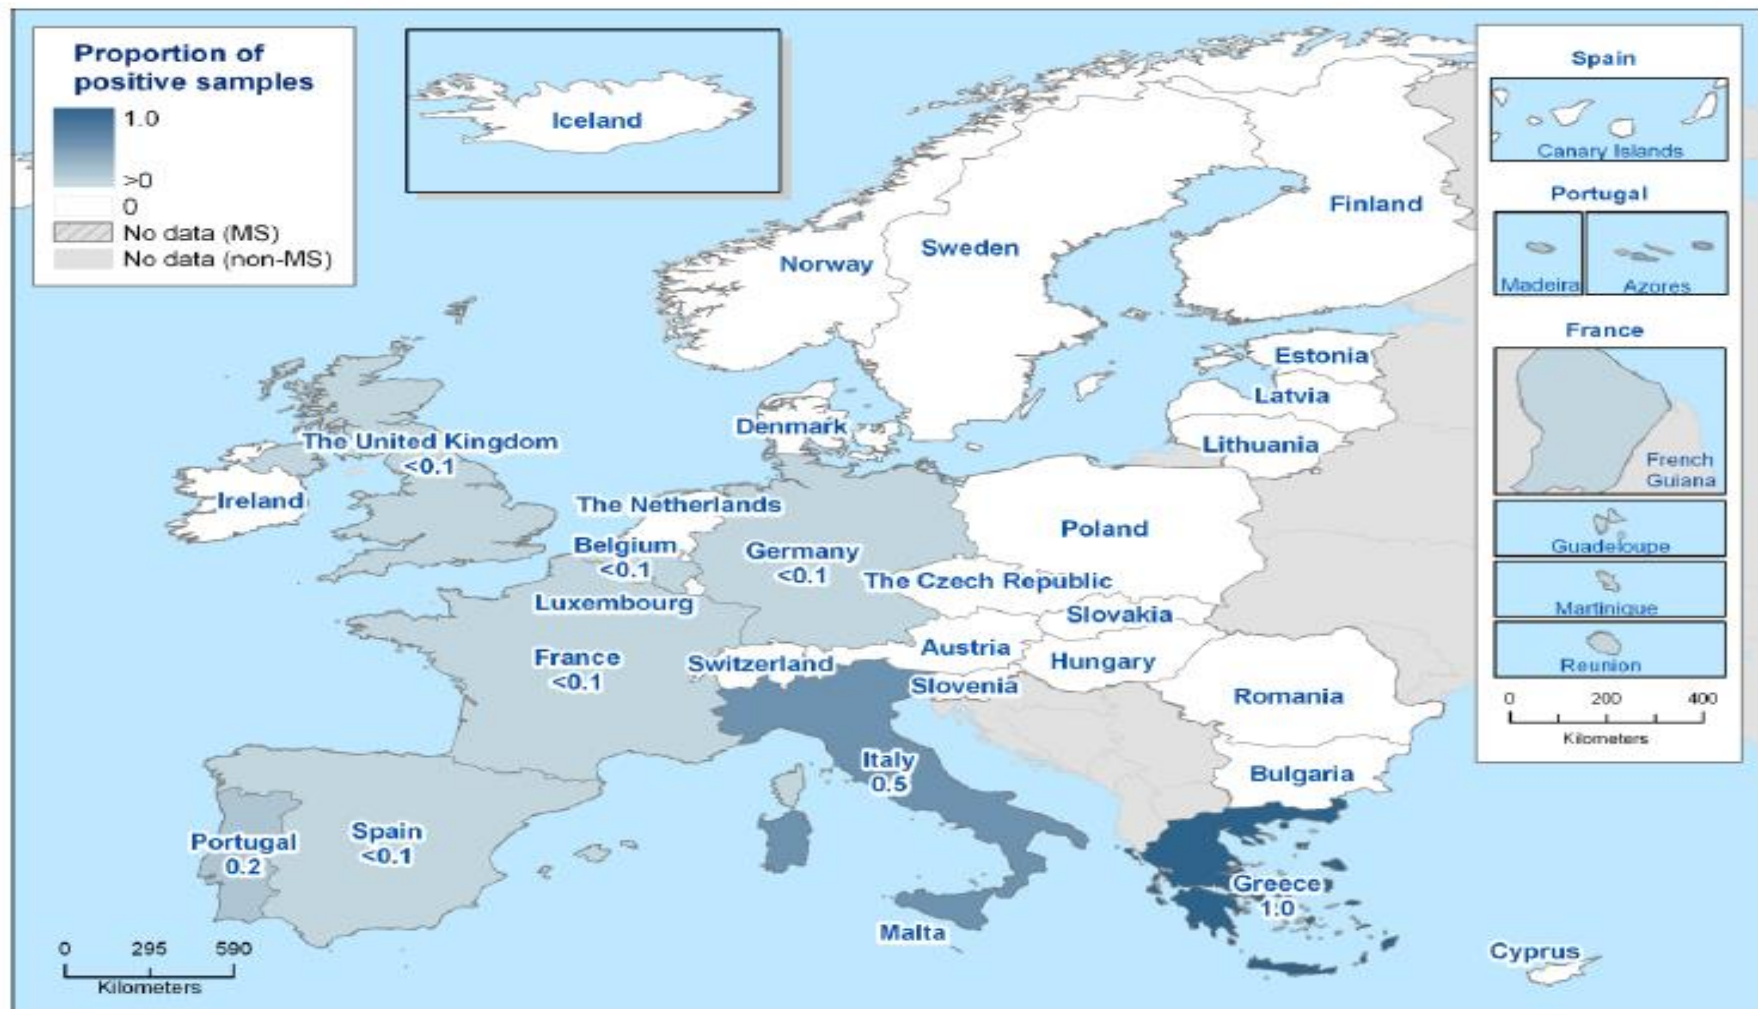 Proportion of
positive samples
1.0
>0
0
No data (MS)
No data (non-MS)
Iceland
Spain
Canary Islands
Portugal
Madeira
Azores
France
French
Guiana
Guadeloupe
Martinique
Reunion
0 200 400
Kilometers
Finland
Sweden
Norway
Estonia
Latvia
Denmark
Lithuania
The United Kingdom
<0.1
Ireland
The Netherlands
Belgium
<0.1
Germany
<0.1
Poland
The Czech Republic
Luxembourg
Slovakia
France
<0.1
Switzerland
Austria
Hungary
Slovenia
Romania
Italy
0.5
Bulgaria
Portugal
0.2
Spain
<0.1
Greece
1.0
Malta
Cyprus
0 295 590
Kilometers